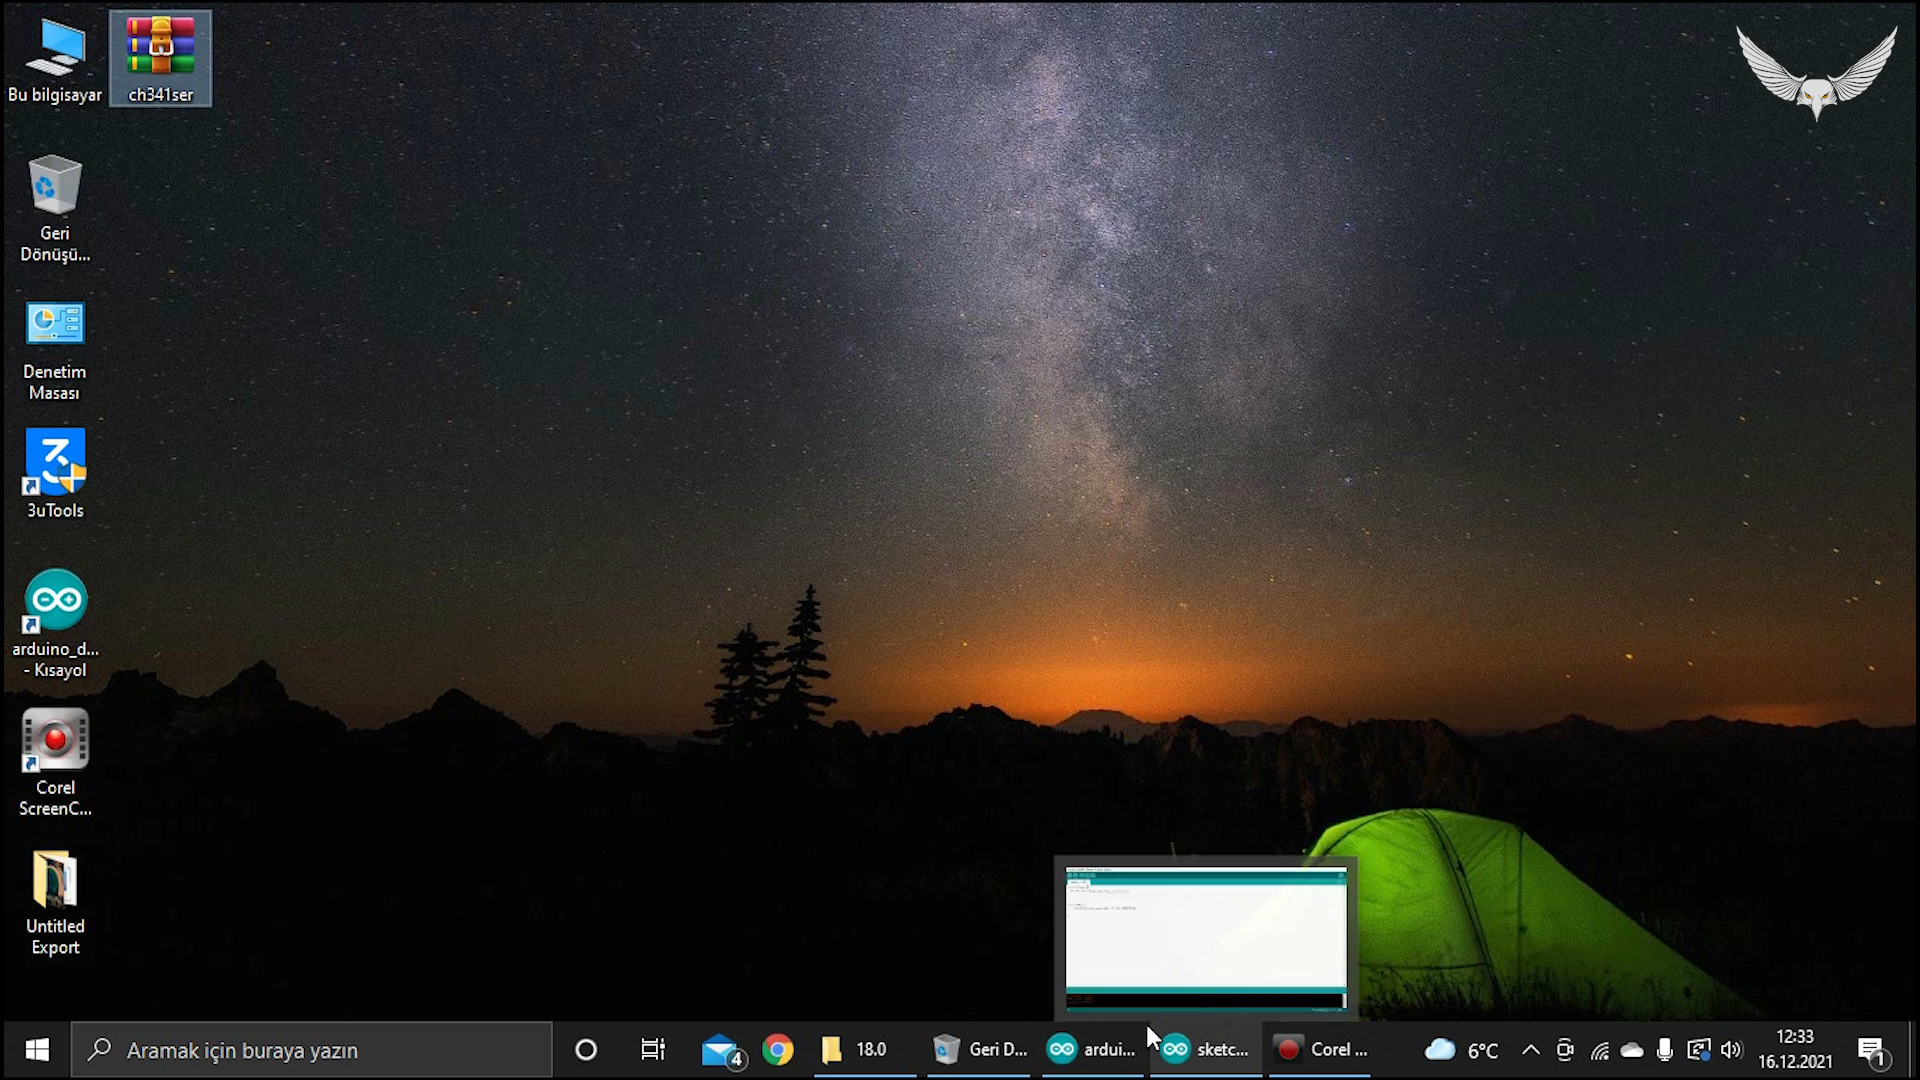 Bu bilgisayar
ch341ser
Geri
Dönüşü...
Denetim
Masası
3uTools
arduino_d...
- Kısayol
Corel
ScreenC...
Untitled
Export
Aramak için buraya yazın
4
18.0
Geri D...
ardui...
sketc...
Corel ...
6°C
12:33
16.12.2021
1